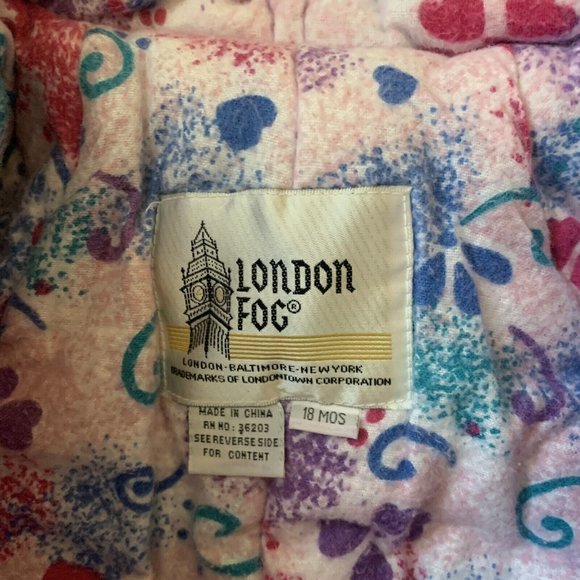 LONDON
FOG®
LONDON·BALTIMORE·NEW YORK
TRADEMARKS OF LONDONTOWN CORPORATION
MADE IN CHINA
RN NO: 36203
SEE REVERSE SIDE
FOR CONTENT
18 MOS